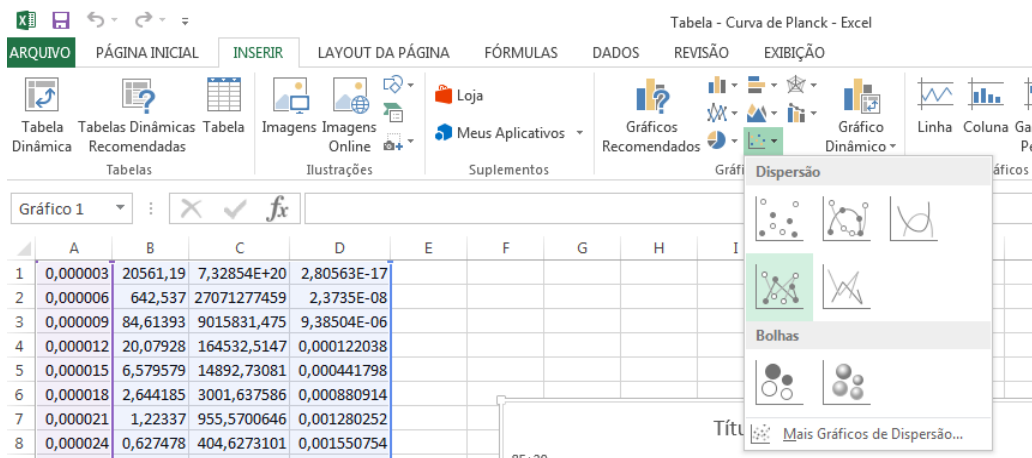 Tabela - Curva de Planck - Excel
ARQUIVO PÁGINA INICIAL INSERIR LAYOUT DA PÁGINA FÓRMULAS DADOS REVISÃO EXIBIÇÃO
Loja
Tabela Tabelas Dinâmicas Tabela Imagens Imagens Meus Aplicativos Gráficos Gráfico Linha Coluna
Dinâmica Recomendadas Online Recomendados Dinâmico
Tabelas Ilustrações Suplementos
Dispersão
Gráfico 1 fx
A B C D E F G H I
1 0,000003 20561,19 7,32854E+20 2,80563E-17
2 0,000006 642,537 27071277459 2,3735E-08
3 0,000009 84,61393 9015831,475 9,38504E-06
Bolhas
4 0,000012 20,07928 164532,5147 0,000122038
5 0,000015 6,579579 14892,73081 0,000441798
6 0,000018 2,644185 3001,637586 0,000880914
7 0,000021 1,22337 955,5700646 0,001280252
Mais Gráficos de Dispersão...
8 0,000024 0,627478 404,6273101 0,001550754